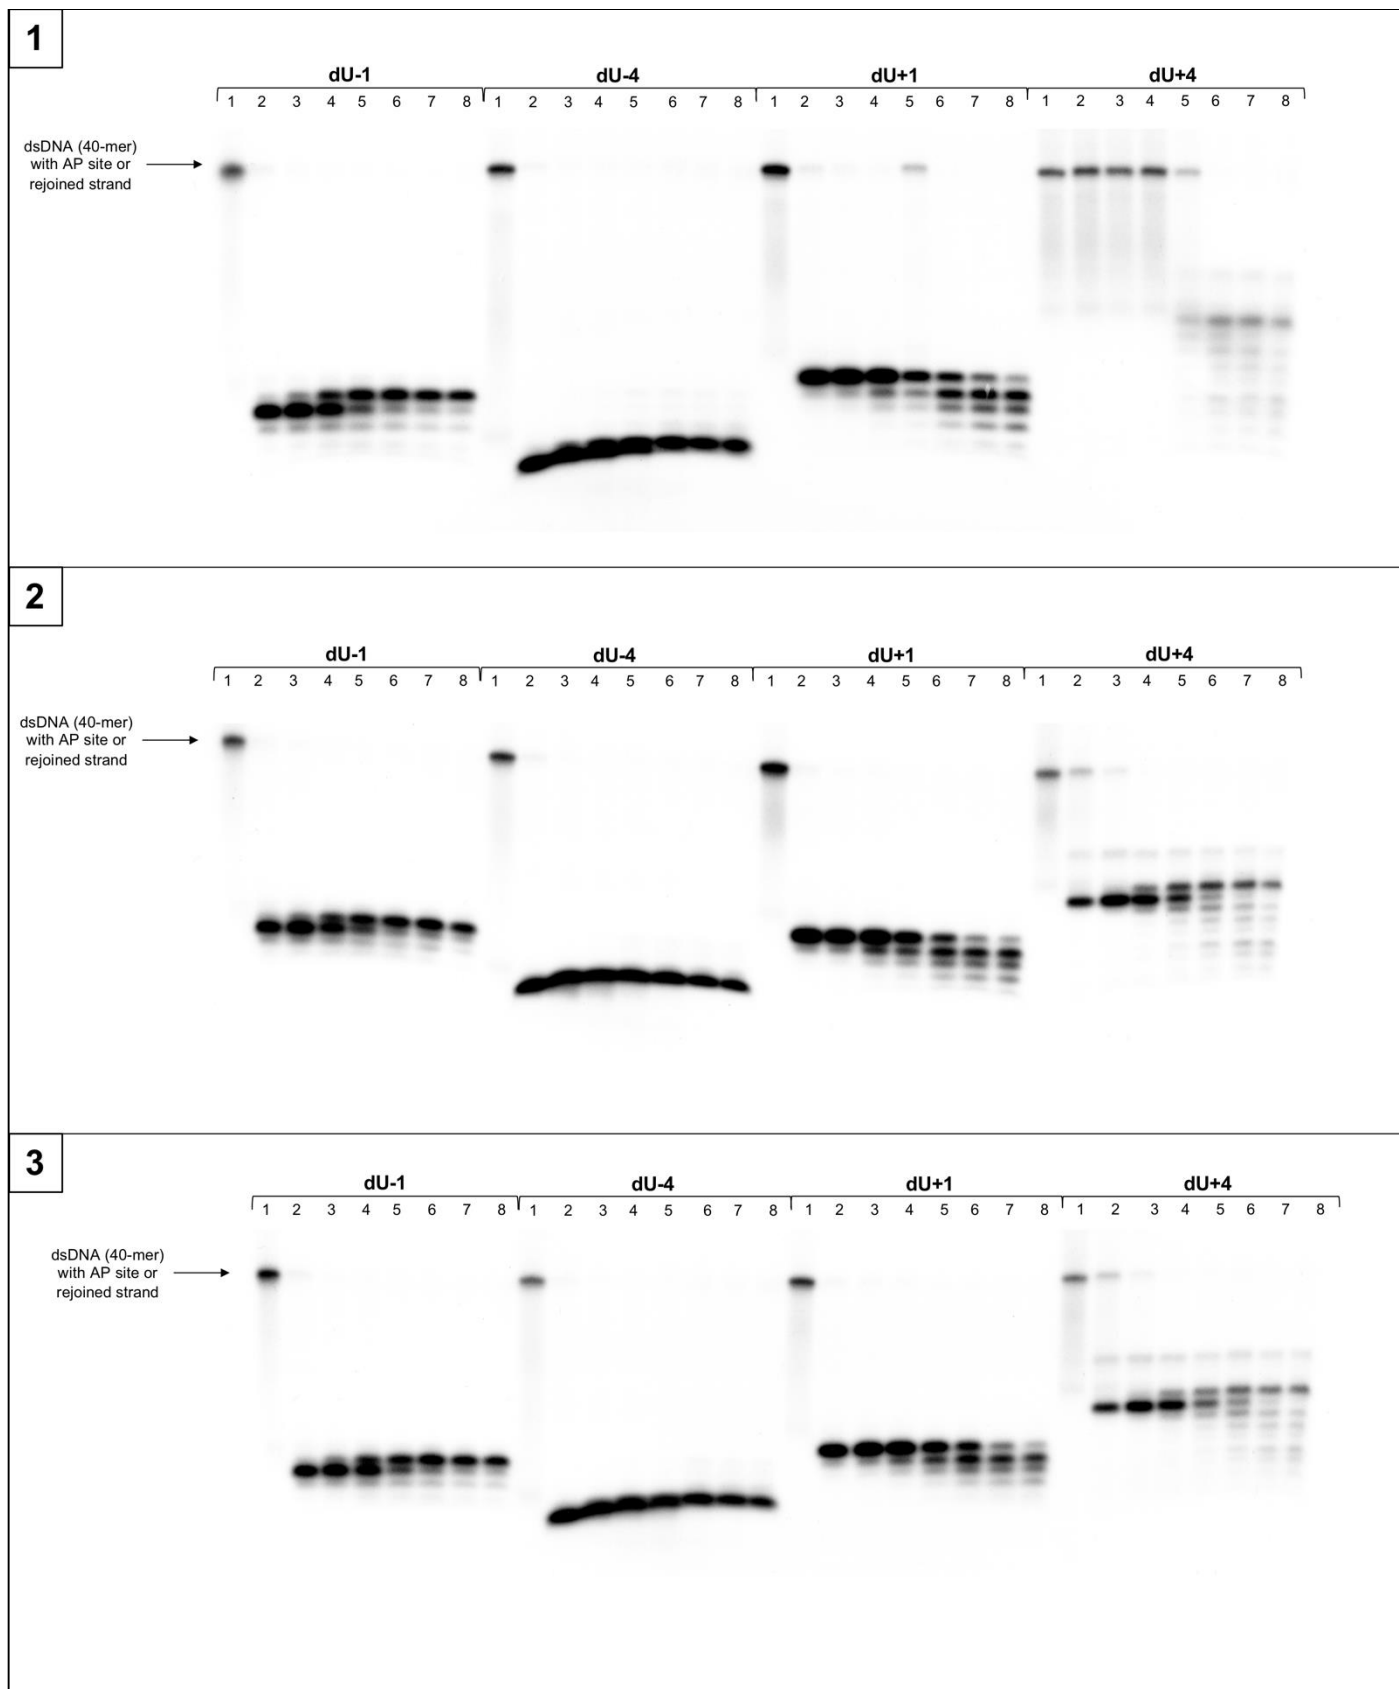 1
dU-1 dU-4 dU+1 dU+4
1 2 3 4 5 6 7 8 1 2 3 4 5 6 7 8 1 2 3 4 5 6 7 8 1 2 3 4 5 6 7 8
dsDNA (40-mer)
with AP site or
rejoined strand
2
dU-1 dU-4 dU+1 dU+4
1 2 3 4 5 6 7 8 1 2 3 4 5 6 7 8 1 2 3 4 5 6 7 8 1 2 3 4 5 6 7 8
dsDNA (40-mer)
with AP site or
rejoined strand
3
dU-1 dU-4 dU+1 dU+4
1 2 3 4 5 6 7 8 1 2 3 4 5 6 7 8 1 2 3 4 5 6 7 8 1 2 3 4 5 6 7 8
dsDNA (40-mer)
with AP site or
rejoined strand